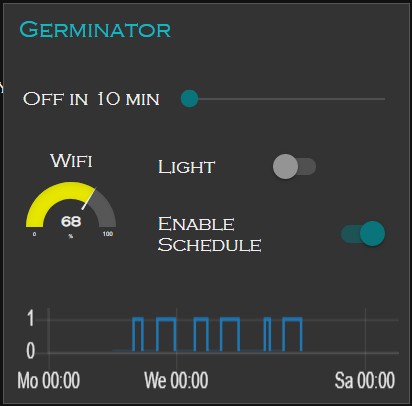 Germinator
Off in 10 min
Wifi
Light
68
0 % 100
Enable
Schedule
1
0
Mo 00:00 We 00:00 Sa 00:00